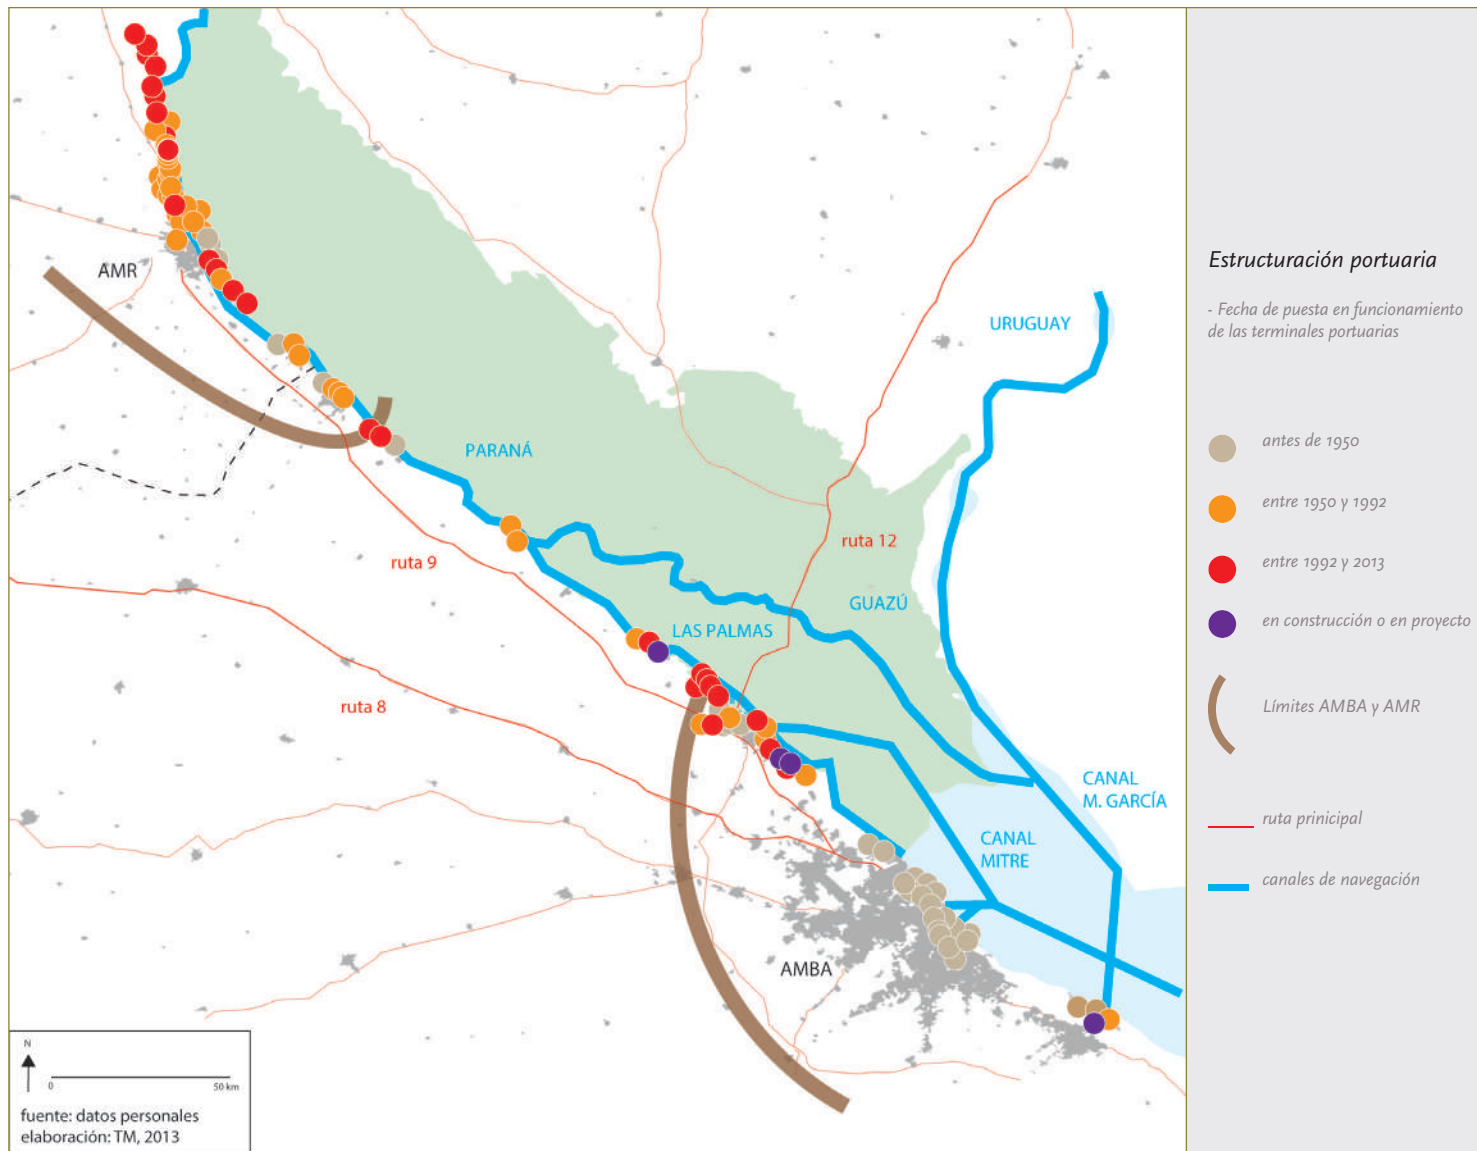 AMR
URUGUAY
PARANÁ
ruta 12
ruta 9
GUAZÚ
LAS PALMAS
ruta 8
CANAL
M. GARCÍA
CANAL
MITRE
AMBA
N
0 50 km
fuente: datos personales
elaboración: TM, 2013
Estructuración portuaria
- Fecha de puesta en funcionamiento
de las terminales portuarias
antes de 1950
entre 1950 y 1992
entre 1992 y 2013
en construcción o en proyecto
Límites AMBA y AMR
ruta prinicipal
canales de navegación